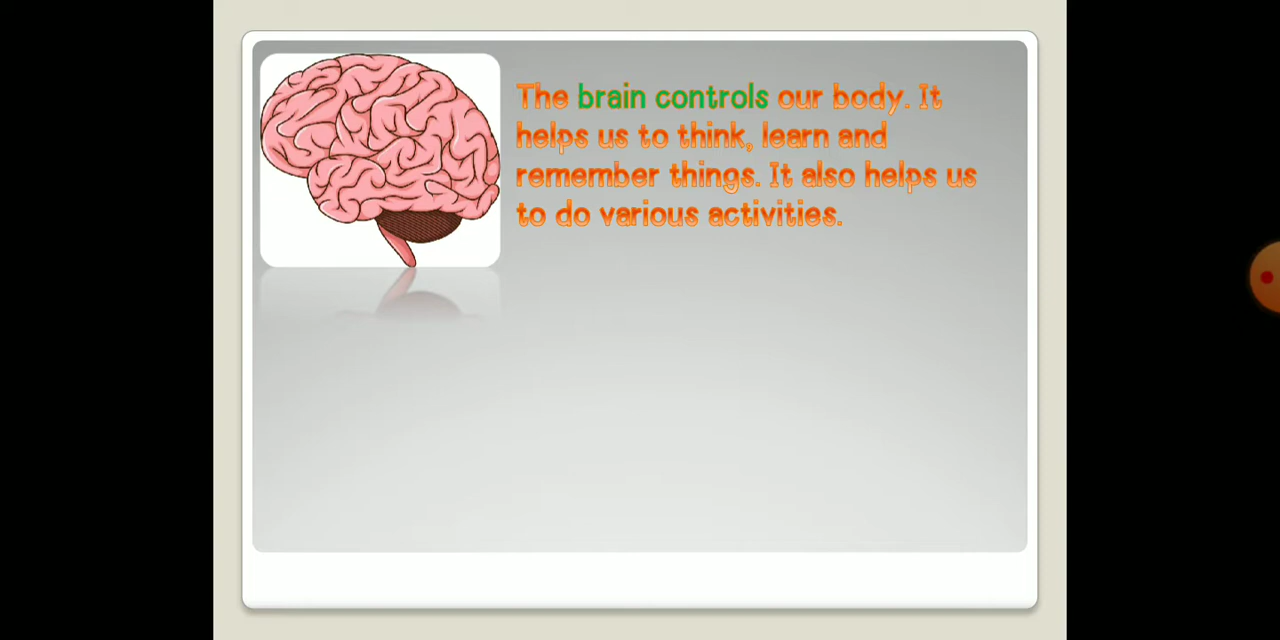 The brain controls our body. It
helps us to think, learn and
remember things. It also helps us
to do various activities.